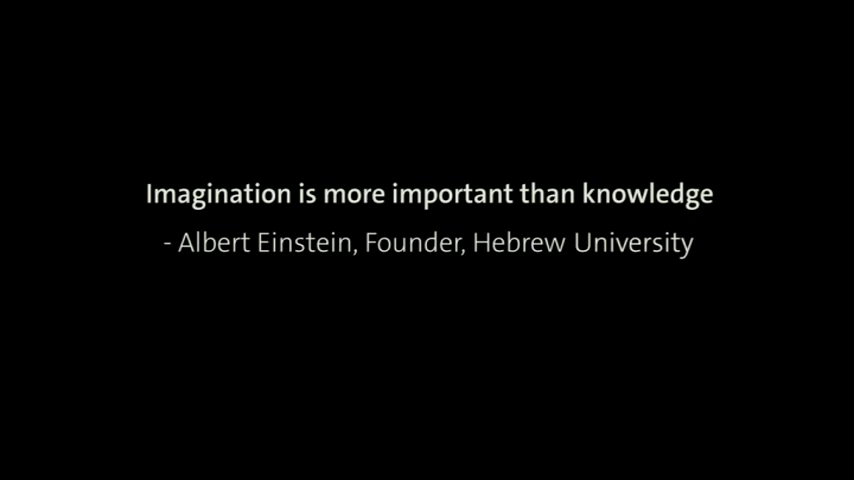 Imagination is more important than knowledge
- Albert Einstein, Founder, Hebrew University